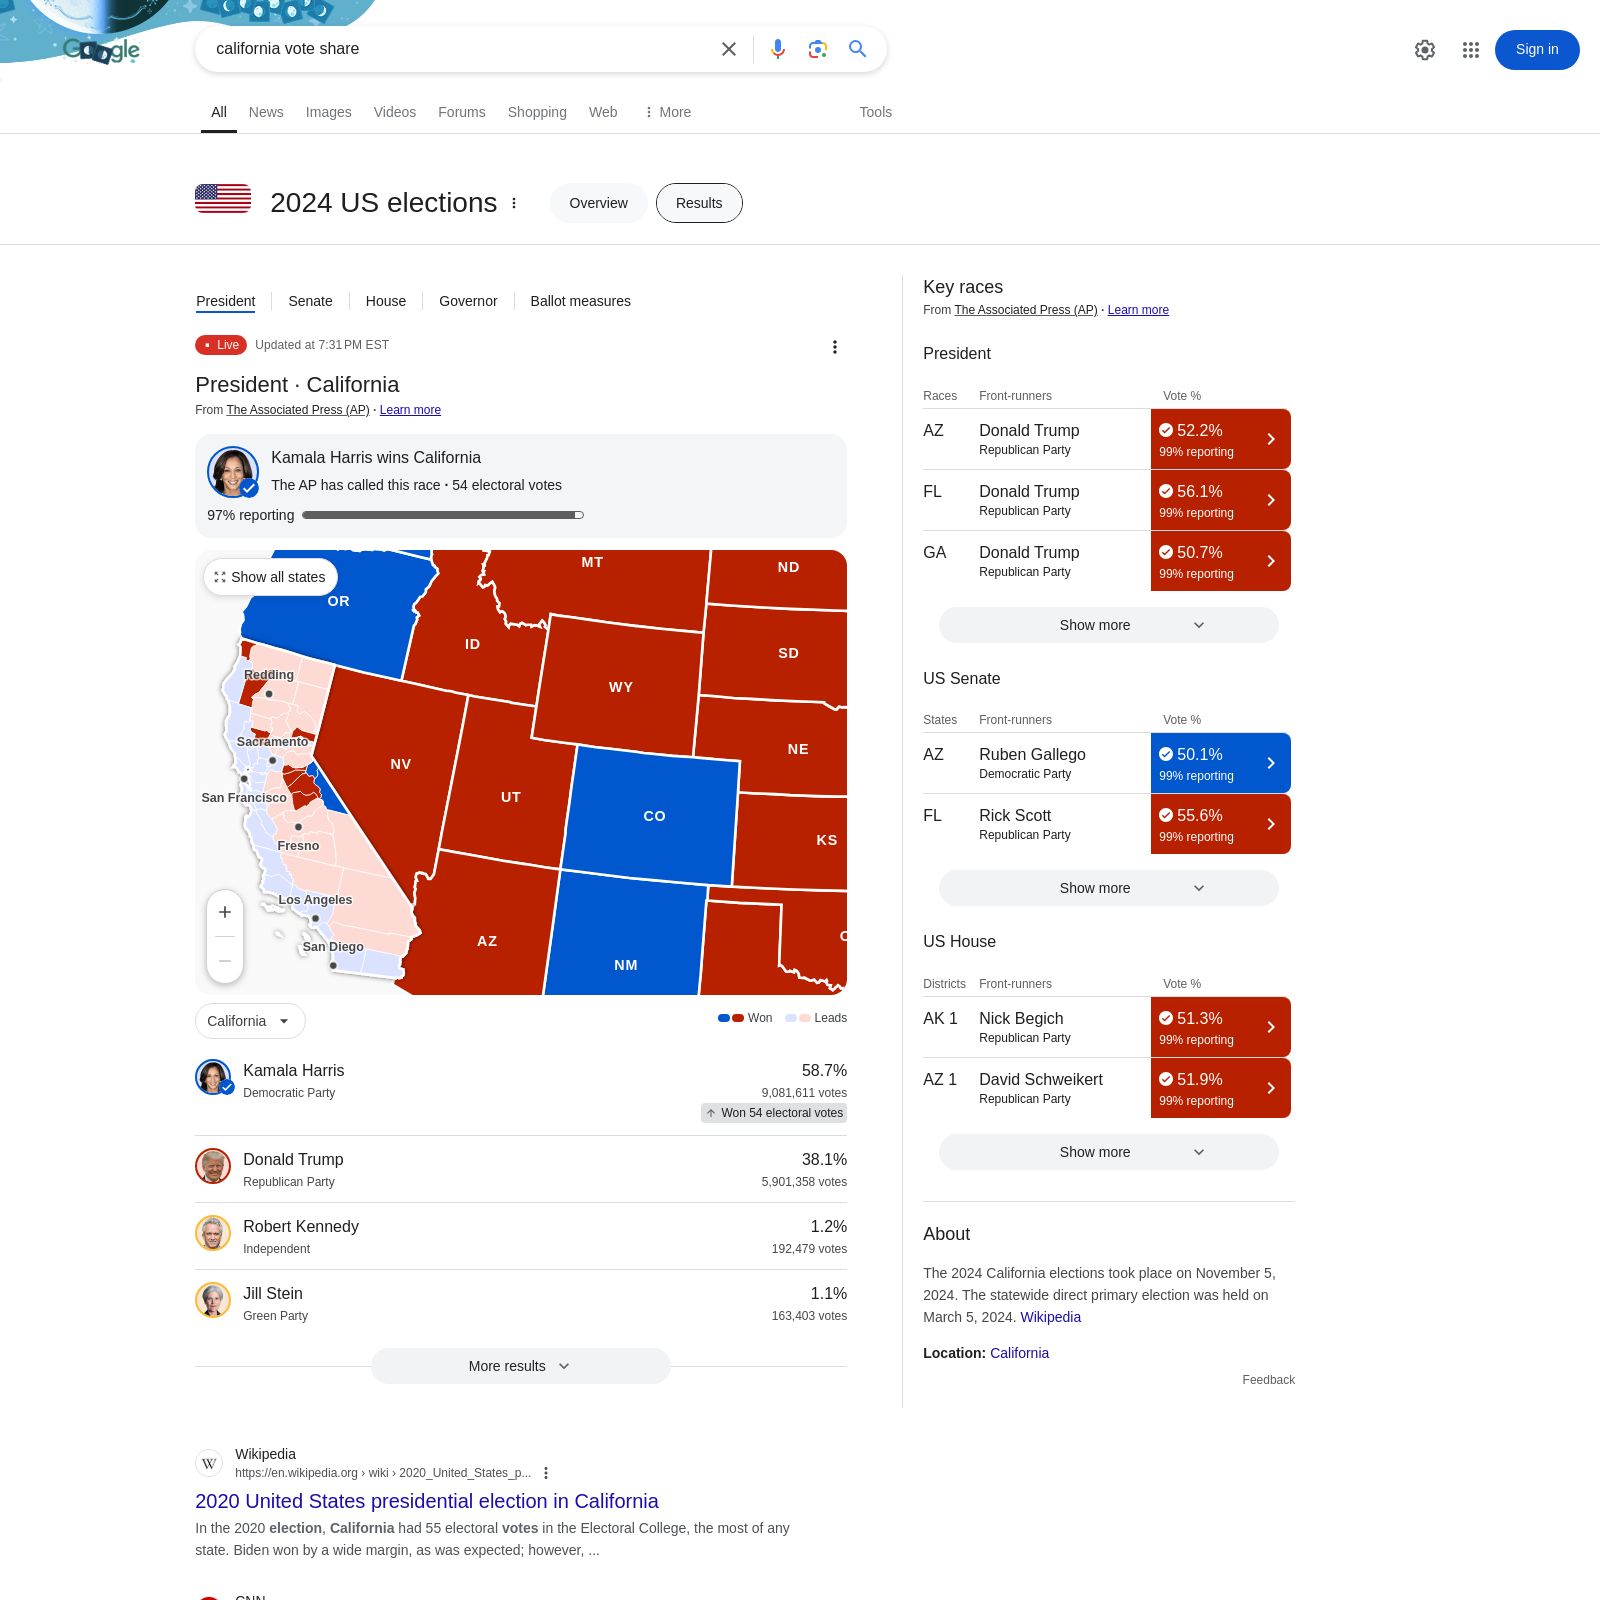 Google
california vote share
Sign in
All
News
Images
Videos
Forums
Shopping
Web
More
Tools
2024 US elections
Overview
Results
President
Senate
House
Governor
Ballot measures
Live
Updated at 7:31 PM EST
President · California
From The Associated Press (AP) · Learn more
Kamala Harris wins California
The AP has called this race · 54 electoral votes
97% reporting
Show all states
MT
ND
OR
ID
SD
WY
Redding
Sacramento
NE
NV
San Francisco
UT
CO
KS
Fresno
Los Angeles
AZ
San Diego
NM
California
Won
Leads
Kamala Harris
58.7%
Democratic Party
9,081,611 votes
Won 54 electoral votes
Donald Trump
38.1%
Republican Party
5,901,358 votes
Robert Kennedy
1.2%
Independent
192,479 votes
Jill Stein
1.1%
Green Party
163,403 votes
More results
Key races
From The Associated Press (AP) · Learn more
President
Races Front-runners Vote %
AZ Donald Trump 52.2%
Republican Party 99% reporting
FL Donald Trump 56.1%
Republican Party 99% reporting
GA Donald Trump 50.7%
Republican Party 99% reporting
Show more
US Senate
States Front-runners Vote %
AZ Ruben Gallego 50.1%
Democratic Party 99% reporting
FL Rick Scott 55.6%
Republican Party 99% reporting
Show more
US House
Districts Front-runners Vote %
AK 1 Nick Begich 51.3%
Republican Party 99% reporting
AZ 1 David Schweikert 51.9%
Republican Party 99% reporting
Show more
About
The 2024 California elections took place on November 5,
2024. The statewide direct primary election was held on
March 5, 2024. Wikipedia
Location: California
Feedback
W
Wikipedia
https://en.wikipedia.org › wiki › 2020_United_States_p...
2020 United States presidential election in California
In the 2020 election, California had 55 electoral votes in the Electoral College, the most of any
state. Biden won by a wide margin, as was expected; however, ...